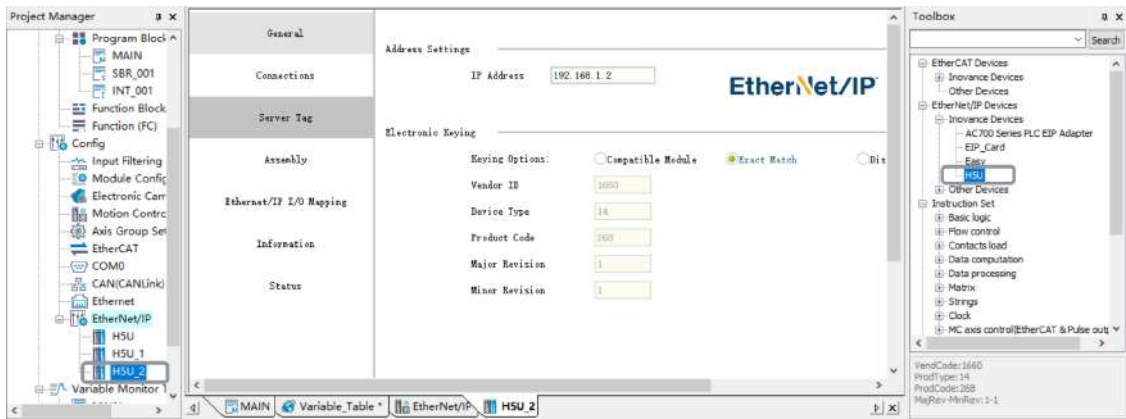 Project Manager
Program Block
MAIN
SBR_001
INT_001
Function Block
Function (FC)
Config
Input Filtering
Module Config
Electronic Cam
Motion Contro
Axis Group Set
EtherCAT
COM0
CAN(CANLink)
Ethernet
EtherNet/IP
H5U
H5U_1
H5U_2
Variable Monitor T
General
Connections
Server Tag
Assembly
Ethernet/IP I/O Mapping
Information
Status
Address Settings
IP Address 192.168.1.2
EtherNet/IP
Electronic Keying
Keying Options: Compatible Module Exact Match Dis
Vendor ID 1660
Device Type 14
Product Code 268
Major Revision 1
Minor Revision 1
MAIN Variable_Table * EtherNet/IP H5U_2
Toolbox
Search
EtherCAT Devices
Inovance Devices
Other Devices
EtherNet/IP Devices
Inovance Devices
AC700 Series PLC EIP Adapter
EIP_Card
Easy
H5U
Other Devices
Instruction Set
Basic logic
Flow control
Contacts load
Data computation
Data processing
Matrix
Strings
Clock
MC axis control(EtherCAT & Pulse outp
VendCode:1660
ProdType:14
ProdCode:268
MajRev-MinRev:1-1